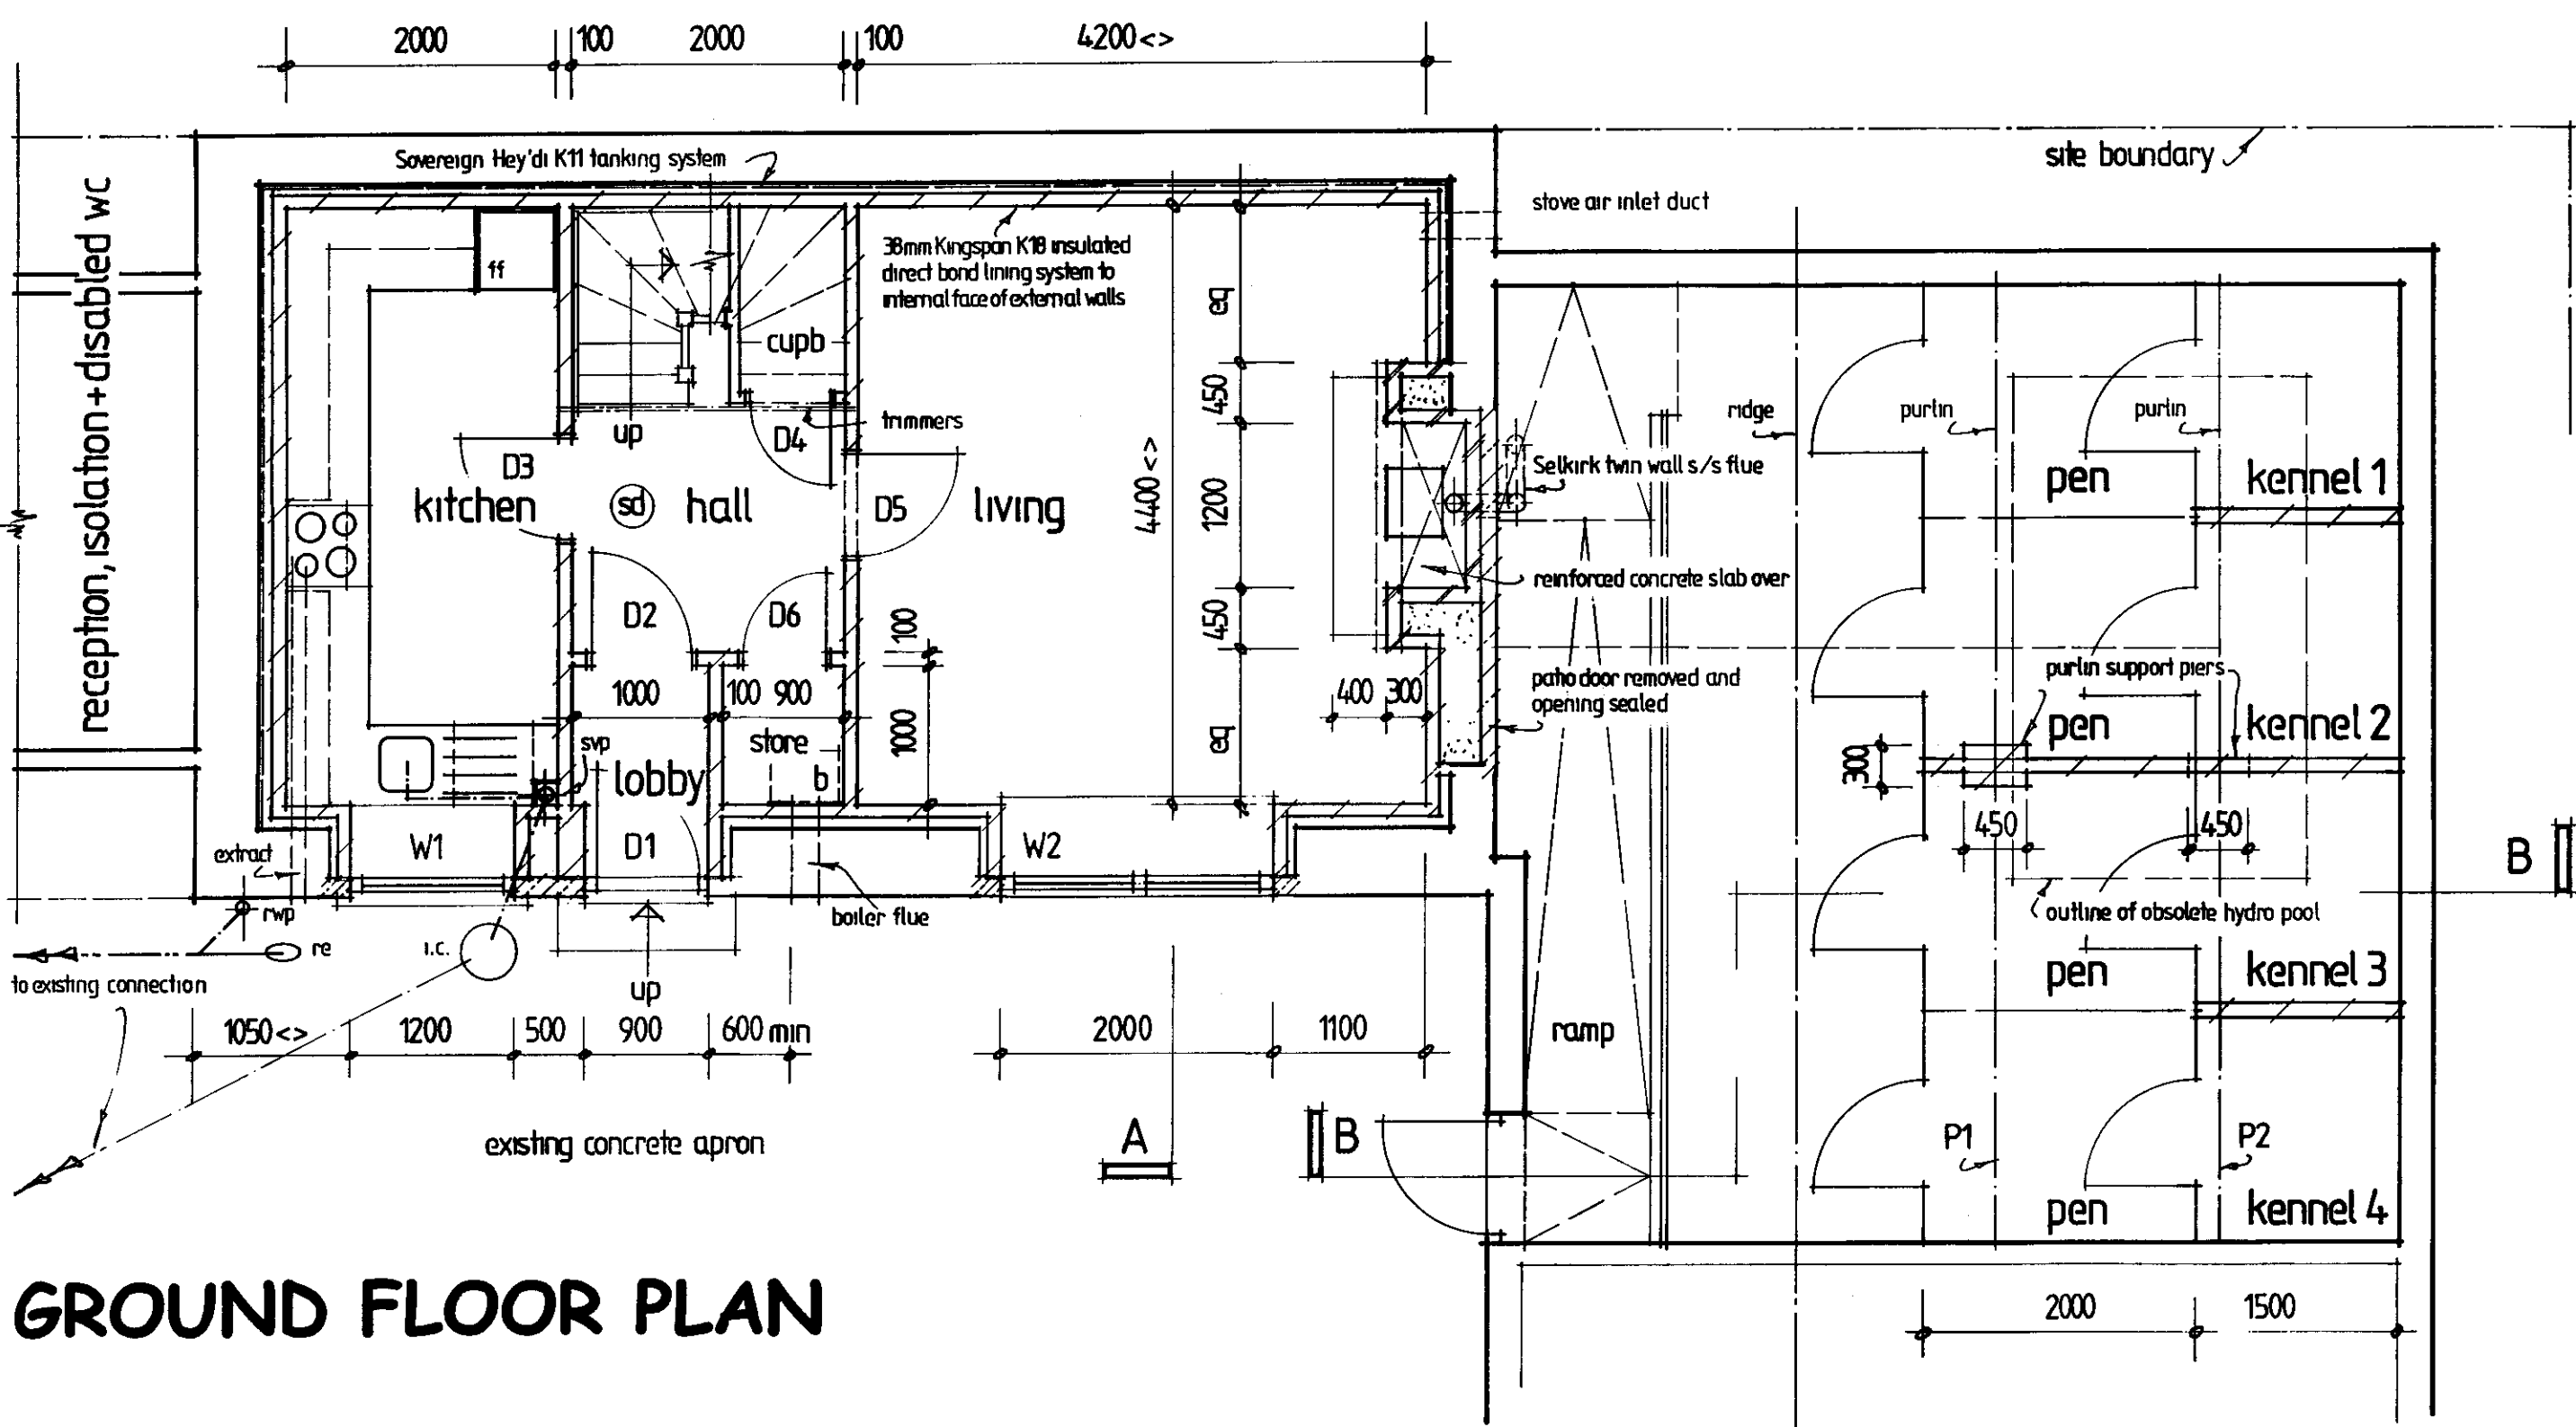 2000
100
2000
100
4200<>
Sovereign Hey'di K11 tanking system
site boundary
stove air inlet duct
reception, isolation+disabled wc
38mm Kingspan K18 insulated
direct bond lining system to
internal face of external walls
ff
eq
cupb
450
trimmers
ridge
purlin
purlin
up
D4
D3
kitchen
sd
hall
D5
living
4400<>
1200
Selkirk twin wall s/s flue
pen
kennel 1
reinforced concrete slab over
D2
D6
100
450
1000
100
900
400
300
patio door removed and
opening sealed
purlin support piers
pen
kennel 2
svp
store
1000
eq
lobby
b
300
450
450
extract
W1
D1
W2
B
rwp
boiler flue
outline of obsolete hydro pool
re
i.c.
to existing connection
up
pen
kennel 3
1050<>
1200
500
900
600 min
2000
1100
ramp
existing concrete apron
A
B
P1
P2
pen
kennel 4
GROUND FLOOR PLAN
2000
1500